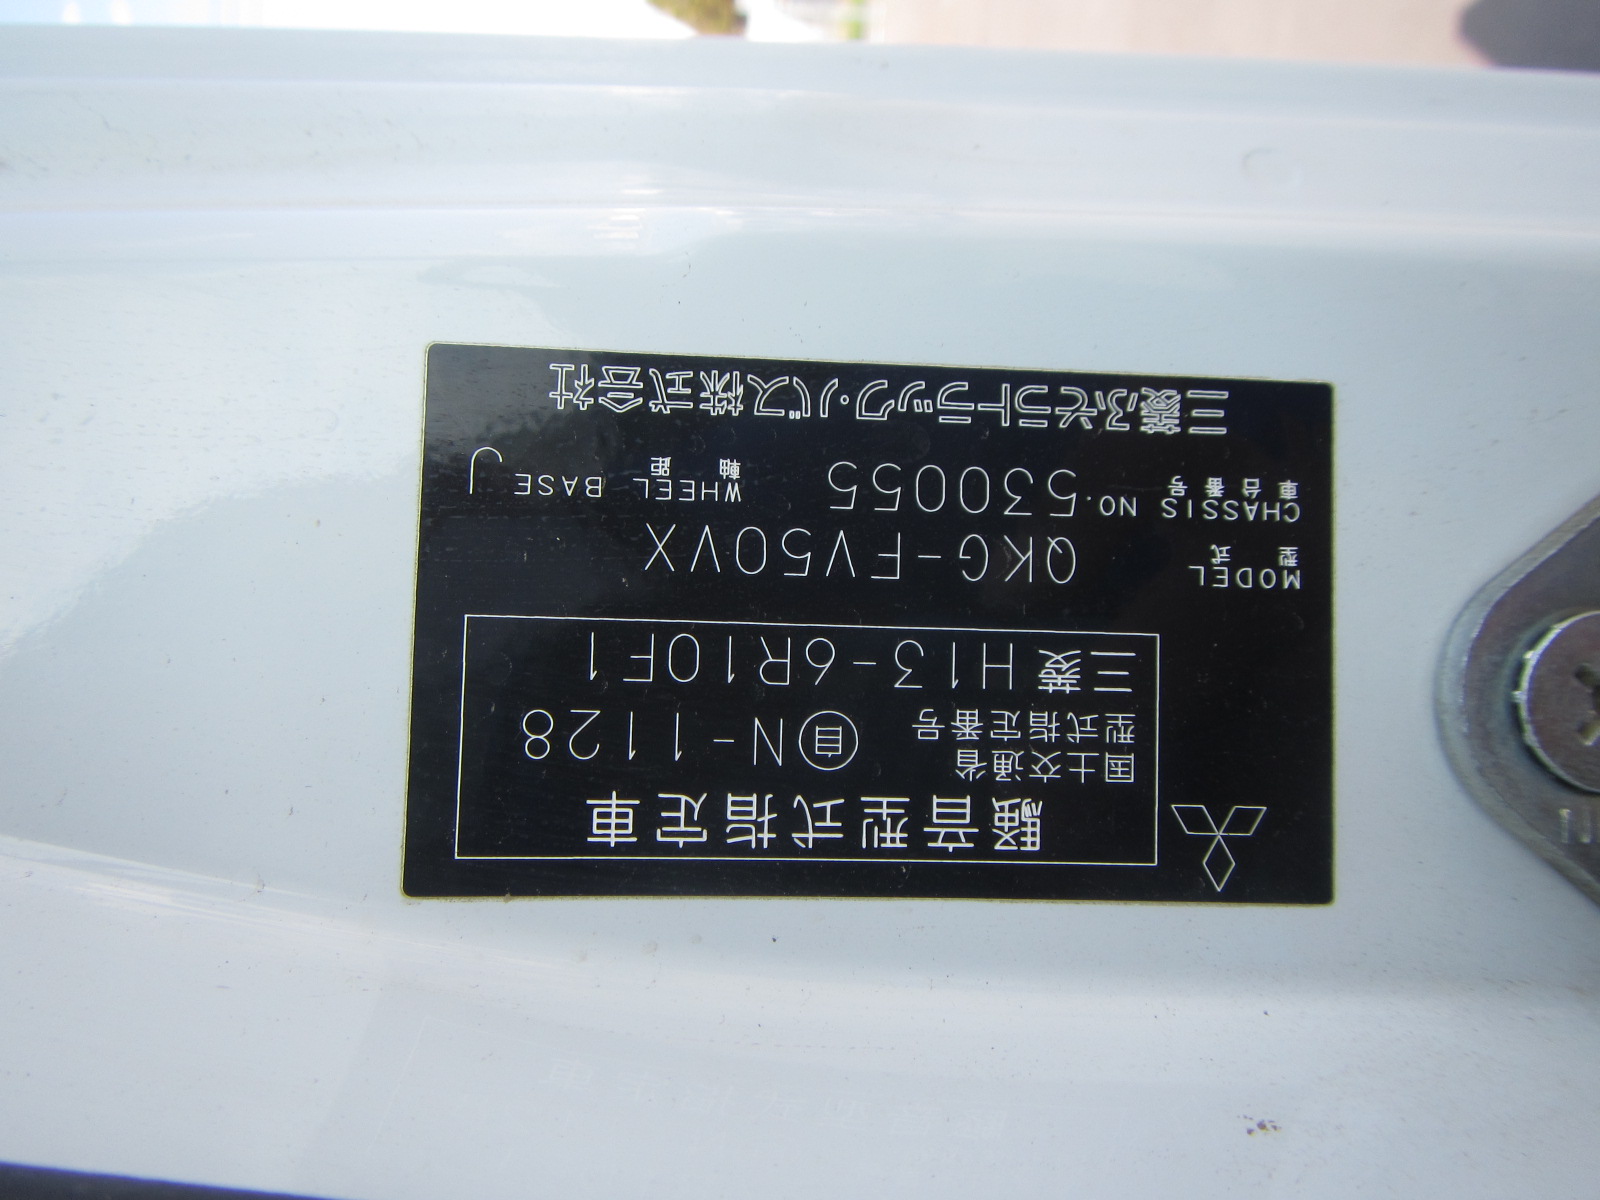 騒音型式指定車
国土交通省
型式指定番号 自N-1128
三菱 H13-6R10F1
MODEL 型式 QKG-FV50VX
CHASSIS NO. 車台番号 530055 WHEEL BASE 軸距 J
三菱ふそうトラック・バス株式会社